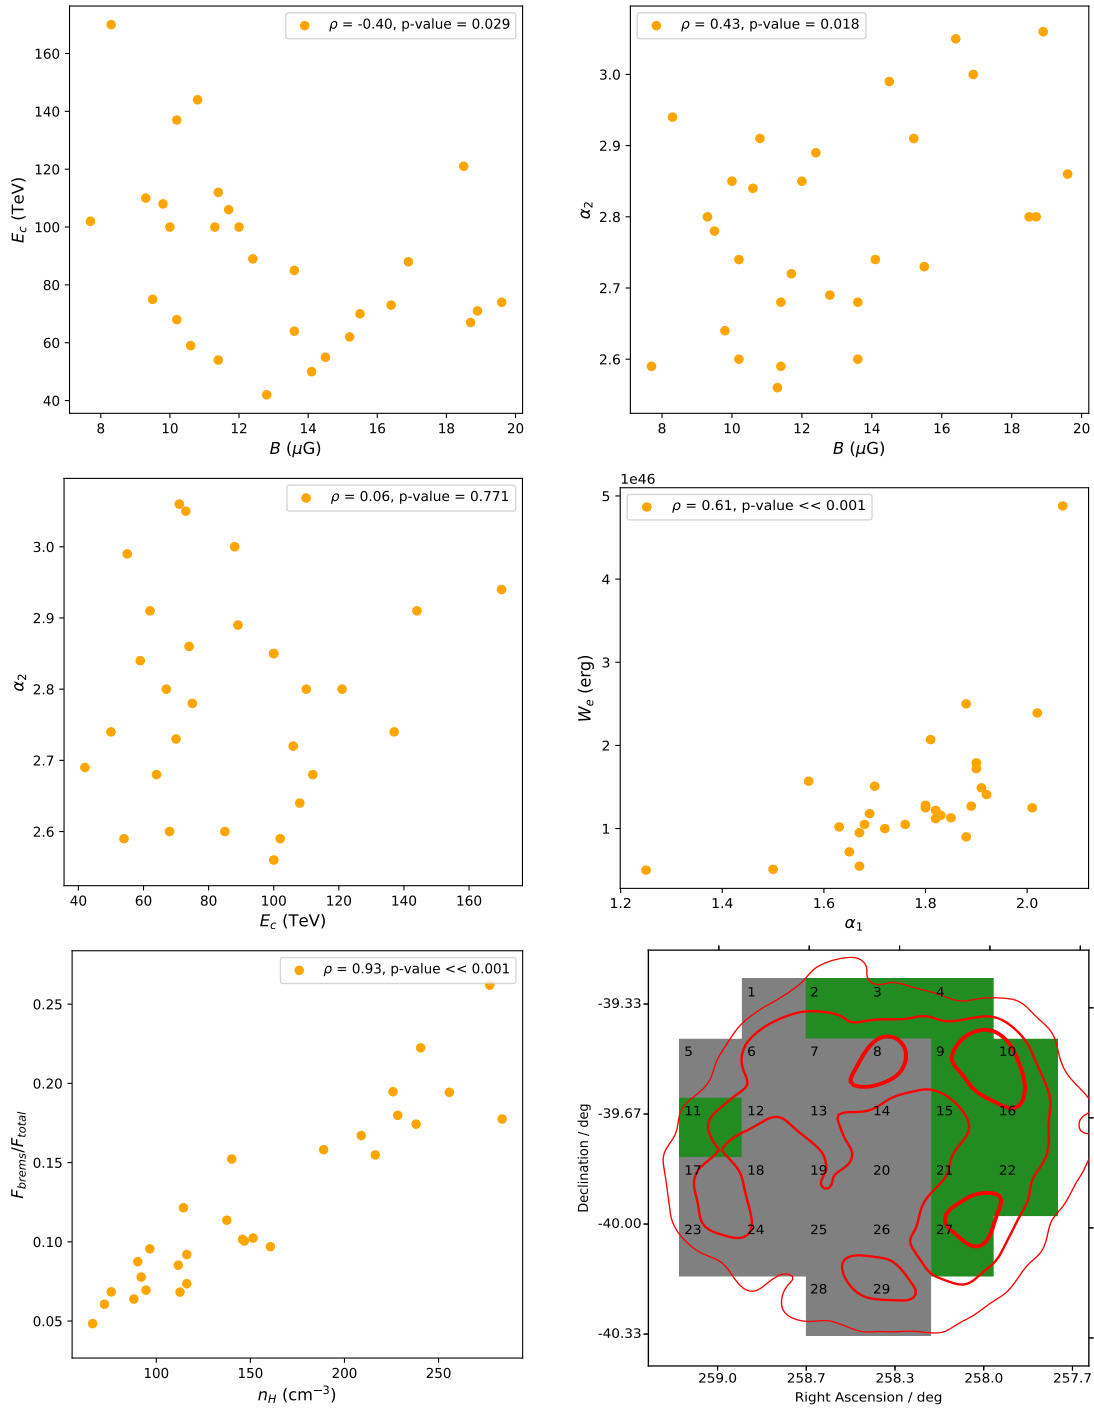 ρ = -0.40, p-value = 0.029
160
140
120
100
80
60
40
E_c (TeV)
8 10 12 14 16 18 20
B (μG)
ρ = 0.43, p-value = 0.018
3.0
2.9
2.8
2.7
2.6
α₂
8 10 12 14 16 18 20
B (μG)
ρ = 0.06, p-value = 0.771
3.0
2.9
2.8
2.7
2.6
α₂
40 60 80 100 120 140 160
E_c (TeV)
1e46
ρ = 0.61, p-value << 0.001
5
4
3
2
1
W_e (erg)
1.2 1.4 1.6 1.8 2.0
α₁
ρ = 0.93, p-value << 0.001
0.25
0.20
0.15
0.10
0.05
F_brems/F_total
100 150 200 250
n_H (cm⁻³)
-39.33
-39.67
-40.00
-40.33
Declination / deg
1 2 3 4
5 6 7 8 9 10
11 12 13 14 15 16
17 18 19 20 21 22
23 24 25 26 27
28 29
259.0 258.7 258.3 258.0 257.7
Right Ascension / deg